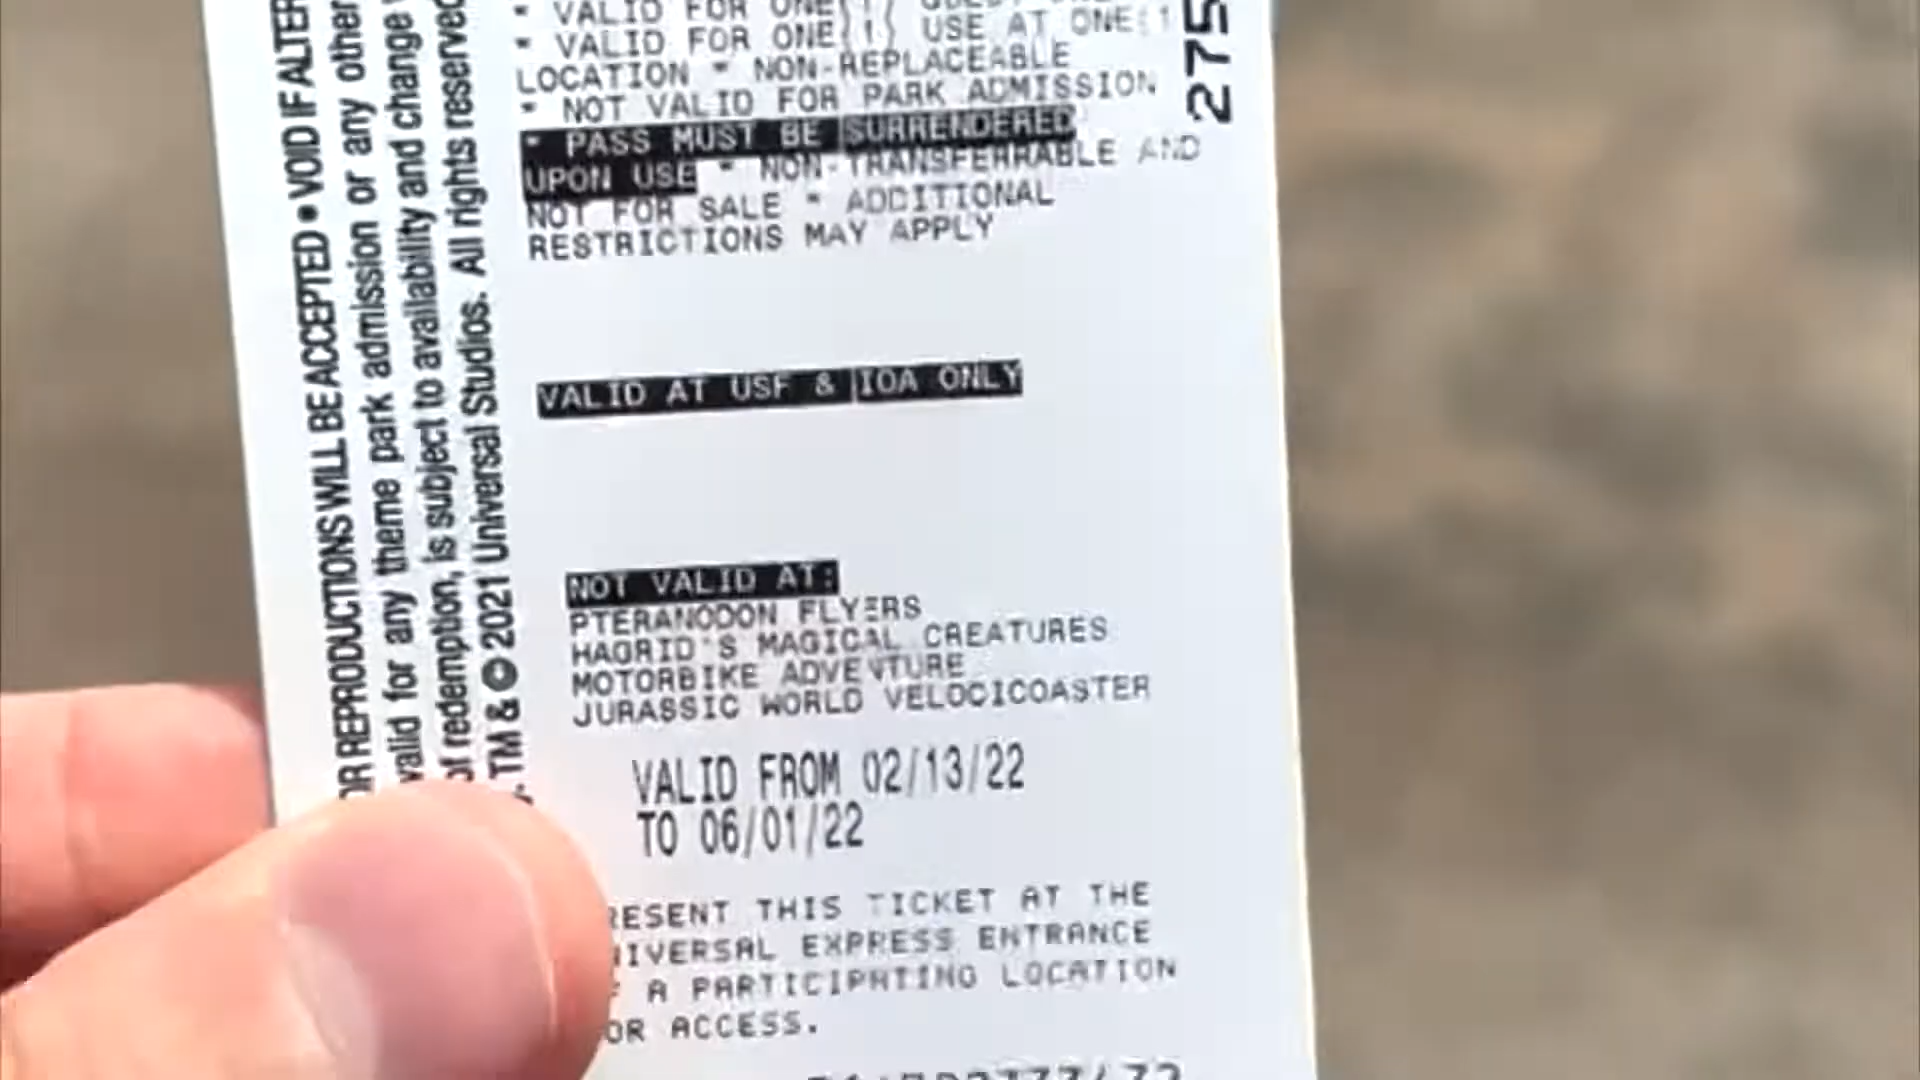 * VALID FOR ONE(1)
* VALID FOR ONE(1) USE AT ONE(1
LOCATION * NON-REPLACEABLE
* NOT VALID FOR PARK ADMISSION
* PASS MUST BE SURRENDERED
UPON USE * NON-TRANSFERRABLE AND
NOT FOR SALE * ADDITIONAL
RESTRICTIONS MAY APPLY
VALID AT USF & IOA ONLY
NOT VALID AT:
PTERANODON FLYERS
HAGRID'S MAGICAL CREATURES
MOTORBIKE ADVENTURE
JURASSIC WORLD VELOCICOASTER
VALID FROM 02/13/22
TO 06/01/22
RESENT THIS TICKET AT THE
NIVERSAL EXPRESS ENTRANCE
A PARTICIPATING LOCATION
OR ACCESS.
275
OR REPRODUCTIONS WILL BE ACCEPTED • VOID IF ALTER
valid for any theme park admission or any other
of redemption, is subject to availability and change
TM & © 2021 Universal Studios. All rights reserved